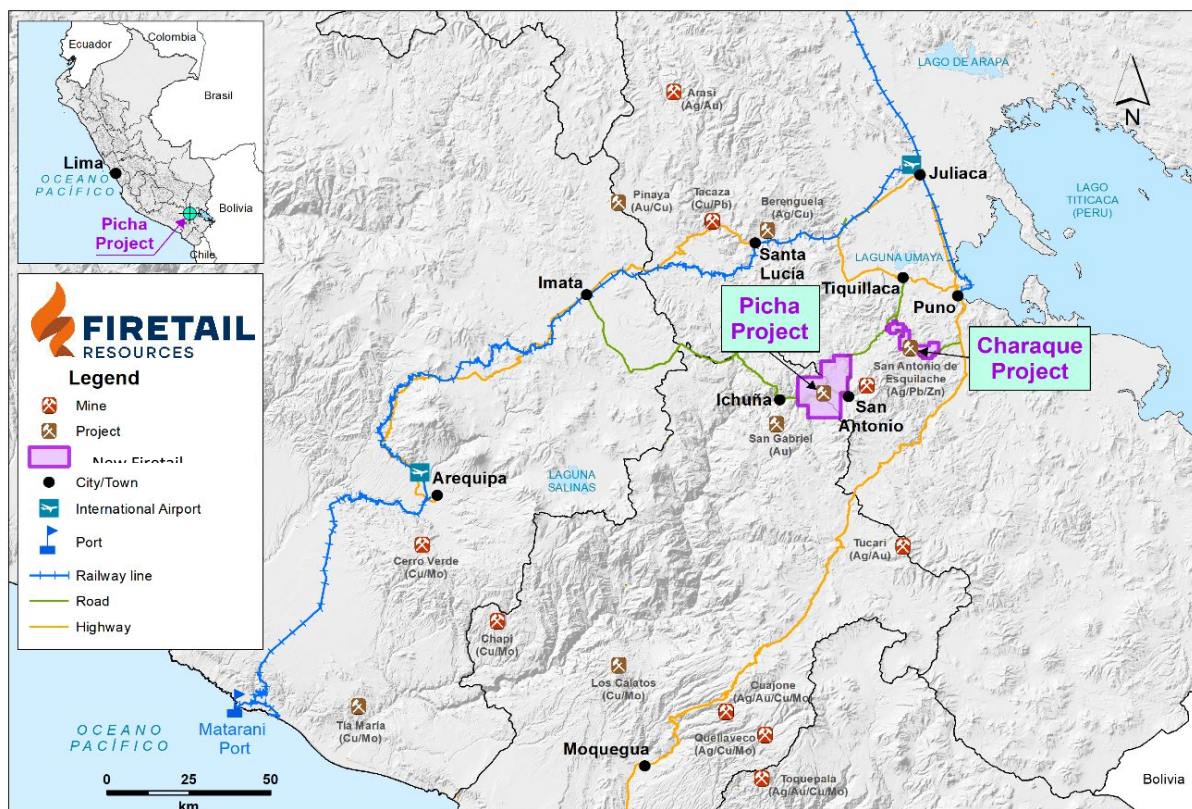 Ecuador
Colombia
Brasil
Lima
OCEANO
PACÍFICO
Bolivia
Picha
Project
Chile
FIRETAIL
RESOURCES
Legend
Mine
Project
New Firetail
City/Town
International Airport
Port
Railway line
Road
Highway
LAGO DE ARAPA
N
Arasi
(Ag/Au)
Juliaca
LAGO
TITICACA
(PERU)
Pinaya
(Au/Cu)
Tacaza
(Cu/Pb)
Berenguela
(Ag/Cu)
Santa
Lucía
LAGUNA UMAYA
Imata
Tiquillaca
Puno
Picha
Project
Charaque
Project
San Antonio de
Esquilache
(Ag/Pb/Zn)
Ichuña
San
Antonio
San Gabriel
(Au)
Arequipa
LAGUNA
SALINAS
Cerro Verde
(Cu/Mo)
Tucari
(Ag/Au)
Chapi
(Cu/Mo)
Los Calatos
(Cu/Mo)
Cuajone
(Ag/Au/Cu/Mo)
Tia Maria
(Cu/Mo)
Quellaveco
(Ag/Cu/Mo)
Matarani
Port
OCEANO
PACÍFICO
Moquegua
Toquepala
(Ag/Au/Cu/Mo)
Bolivia
0 25 50
km